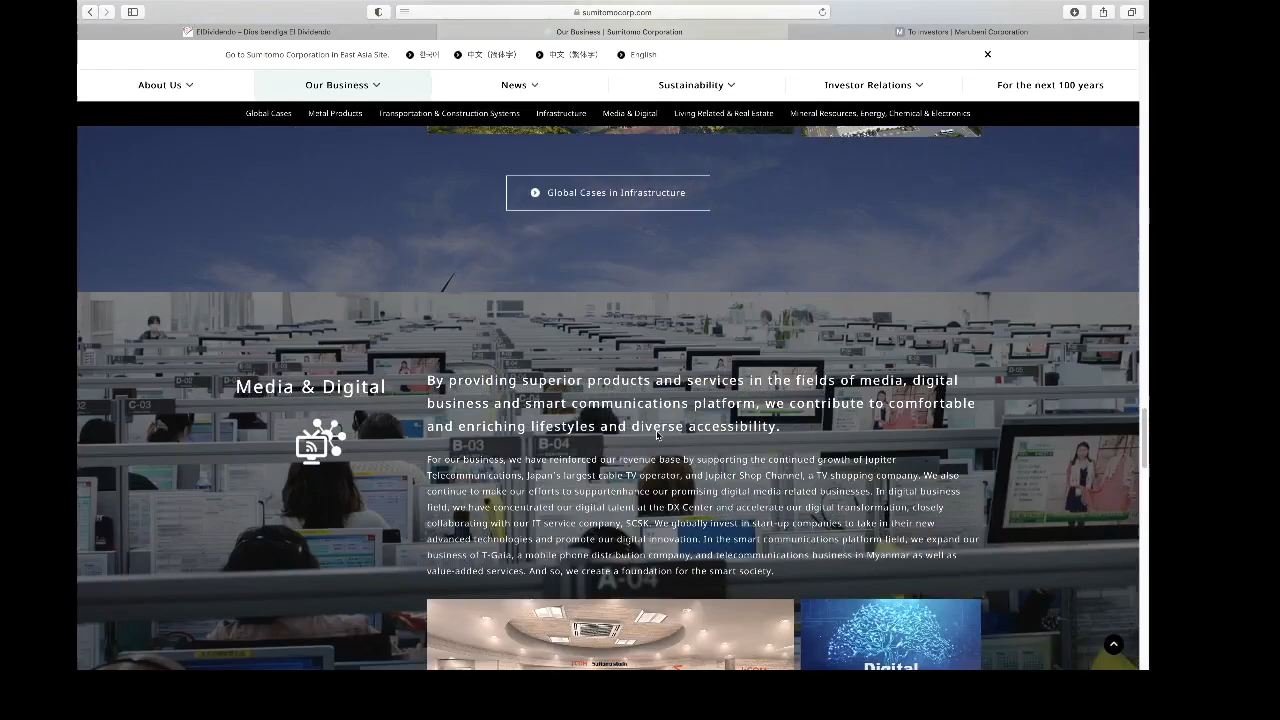 sumitomocorp.com
ElDividendo – Dios bendiga El Dividendo
Our Business | Sumitomo Corporation
To investors | Marubeni Corporation
Go to Sumitomo Corporation in East Asia Site.
한국어
中文（简体字）
中文（繁体字）
English
About Us
Our Business
News
Sustainability
Investor Relations
For the next 100 years
Global Cases
Metal Products
Transportation & Construction Systems
Infrastructure
Media & Digital
Living Related & Real Estate
Mineral Resources, Energy, Chemical & Electronics
Global Cases in Infrastructure
Media & Digital
By providing superior products and services in the fields of media, digital
business and smart communications platform, we contribute to comfortable
and enriching lifestyles and diverse accessibility.
For our business, we have reinforced our revenue base by supporting the continued growth of Jupiter
Telecommunications, Japan's largest cable TV operator, and Jupiter Shop Channel, a TV shopping company. We also
continue to make our efforts to supportenhance our promising digital media related businesses. In digital business
field, we have concentrated our digital talent at the DX Center and accelerate our digital transformation, closely
collaborating with our IT service company, SCSK. We globally invest in start-up companies to take in their new
advanced technologies and promote our digital innovation. In the smart communications platform field, we expand our
business of T-Gaia, a mobile phone distribution company, and telecommunications business in Myanmar as well as
value-added services. And so, we create a foundation for the smart society.
C-03
D-02
B-03
B-04
A-04
Digital